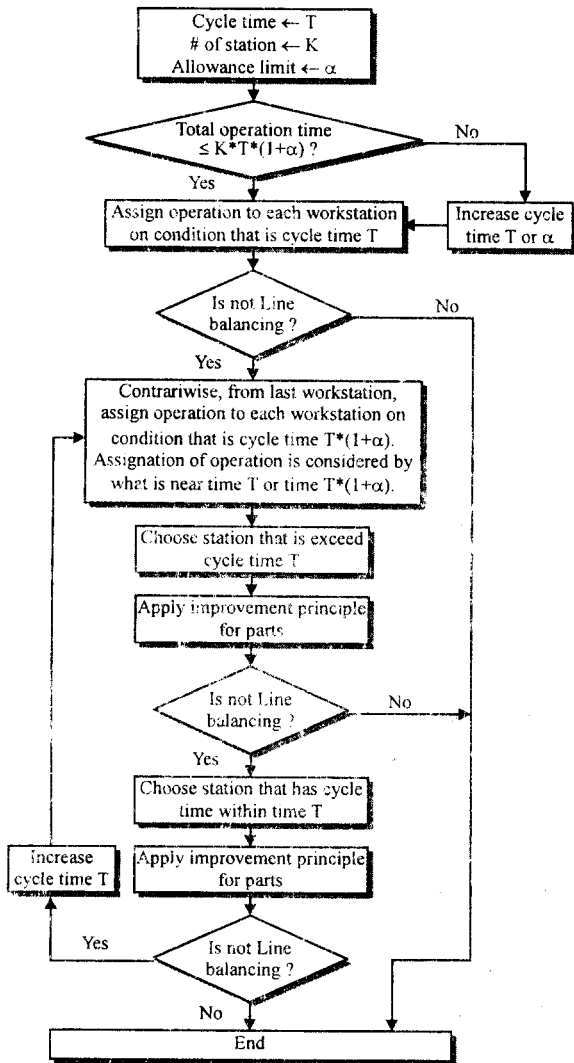 Cycle time ← T
# of station ← K
Allowance limit ← α
Total operation time
≤ K*T*(1+α) ?
No
Yes
Assign operation to each workstation
on condition that is cycle time T
Increase cycle
time T or α
Is not Line
balancing ?
No
Yes
Contrariwise, from last workstation,
assign operation to each workstation on
condition that is cycle time T*(1+α).
Assignation of operation is considered by
what is near time T or time T*(1+α).
Choose station that is exceed
cycle time T
Apply improvement principle
for parts
Is not Line
balancing ?
No
Yes
Choose station that has cycle
time within time T
Increase
cycle time T
Apply improvement principle
for parts
Yes
Is not Line
balancing ?
No
End